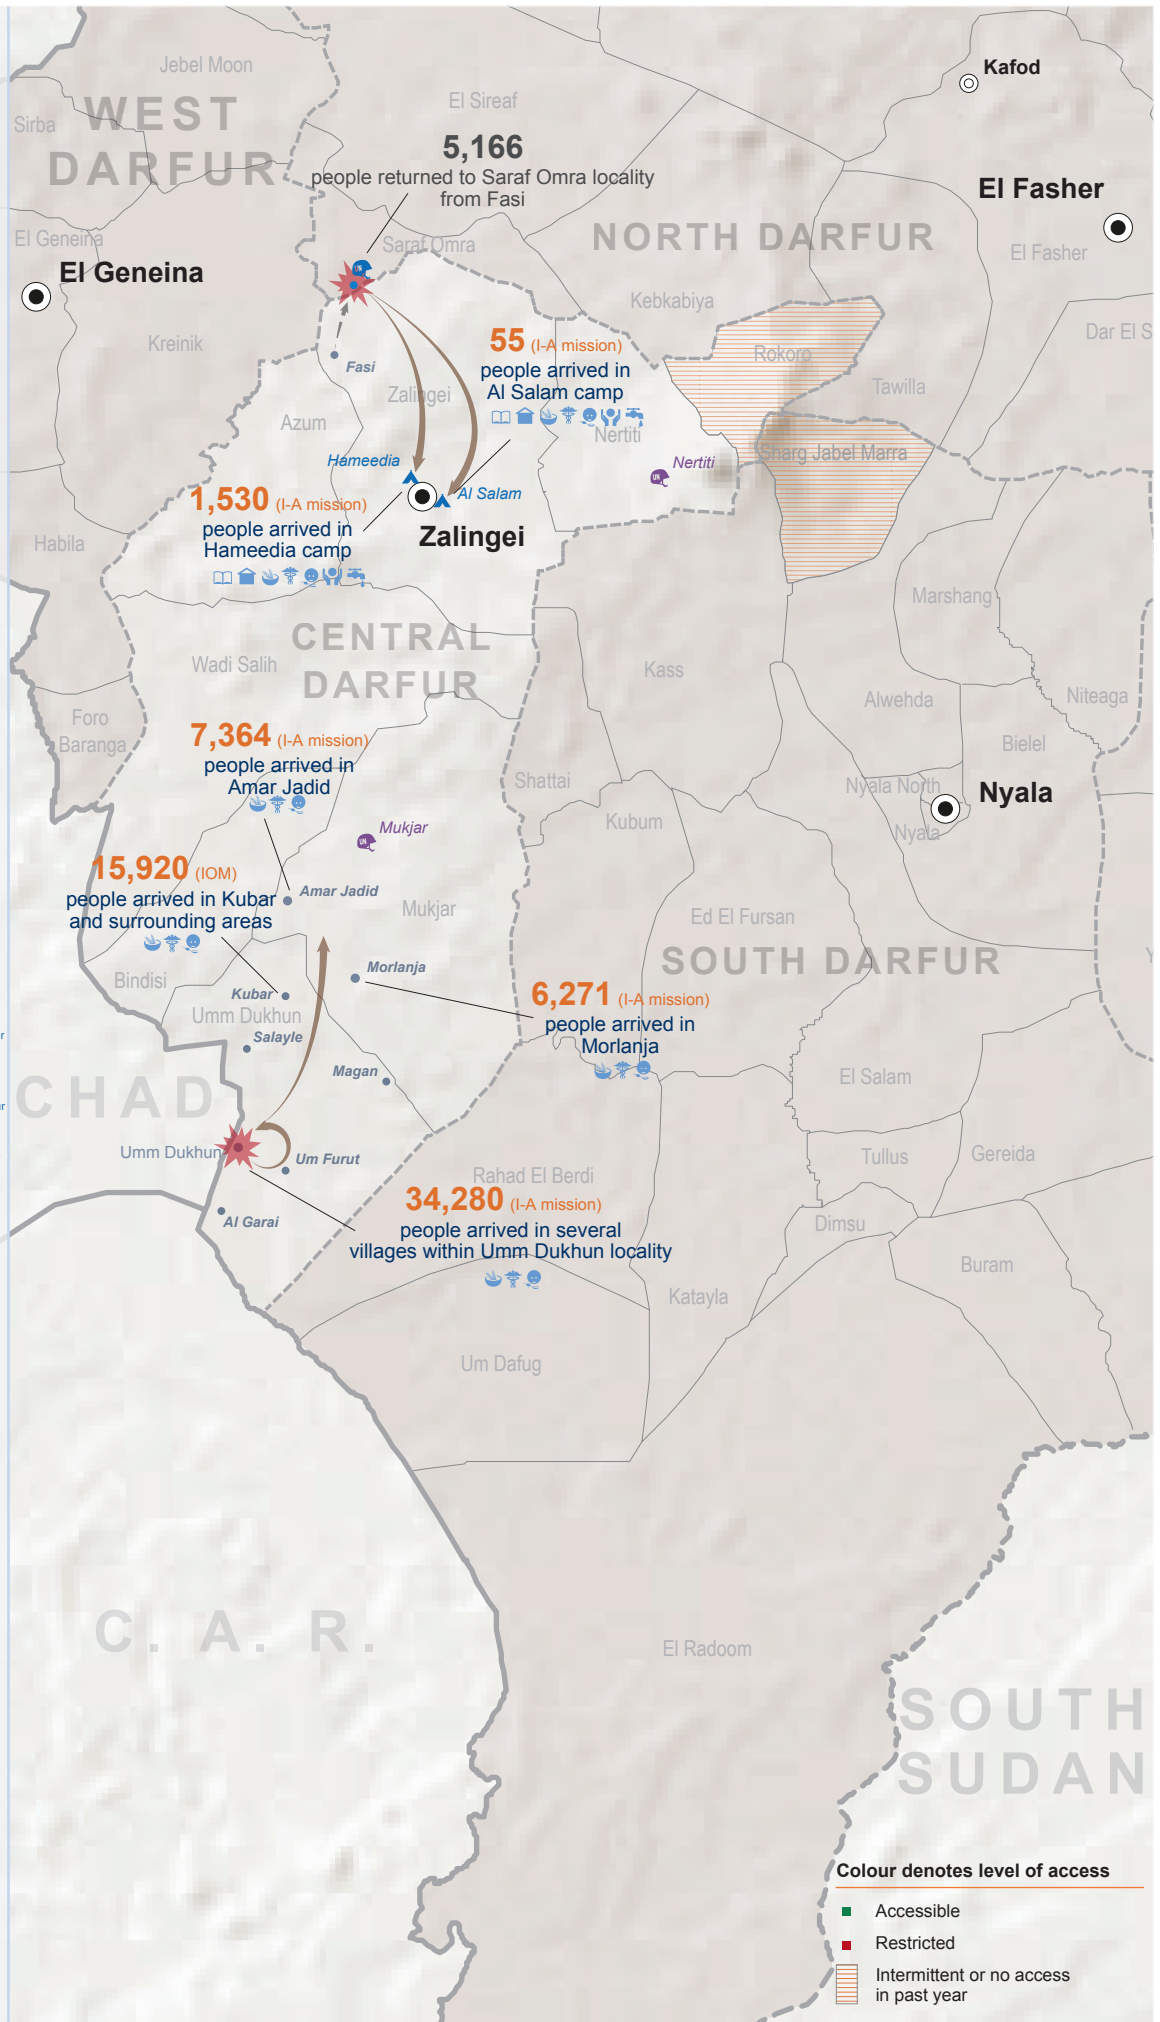 Jebel Moon
Kafod
WEST
DARFUR
Sirba
El Sireaf
5,166
people returned to Saraf Omra locality
from Fasi
El Fasher
NORTH DARFUR
El Geneina
Saraf Omra
El Fasher
El Geneina
UN
Kebkabiya
Kreinik
55 (I-A mission)
people arrived in
Al Salam camp
Dar El S
Rokoro
Fasi
Zalingei
Tawilla
Azum
Nertiti
Sharg Jabel Marra
Hameedia
Nertiti
UN
1,530 (I-A mission)
people arrived in
Hameedia camp
Al Salam
Zalingei
Habila
Marshang
CENTRAL
DARFUR
Wadi Salih
Kass
Alwehda
Niteaga
Foro
Baranga
7,364 (I-A mission)
people arrived in
Amar Jadid
Bielel
Shattai
Nyala North
Nyala
Kubum
Nyala
Mukjar
UN
15,920 (IOM)
people arrived in Kubar
and surrounding areas
Amar Jadid
Mukjar
Ed El Fursan
SOUTH DARFUR
Morlanja
Bindisi
Kubar
6,271 (I-A mission)
people arrived in
Morlanja
Umm Dukhun
Salayle
Magan
El Salam
CHAD
Umm Dukhun
Um Furut
Tullus
Gereida
Rahad El Berdi
34,280 (I-A mission)
people arrived in several
villages within Umm Dukhun locality
Al Garai
Dimsu
Buram
Katayla
Um Dafug
C. A. R.
El Radoom
SOUTH
SUDAN
Colour denotes level of access
Accessible
Restricted
Intermittent or no access
in past year